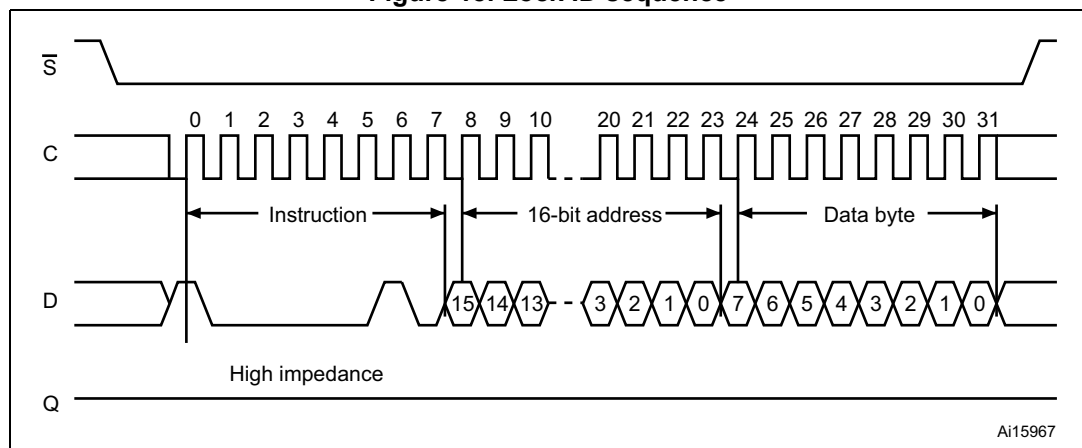 S
0 1 2 3 4 5 6 7 8 9 10 20 21 22 23 24 25 26 27 28 29 30 31
C
Instruction 16-bit address Data byte
D 15 14 13 3 2 1 0 7 6 5 4 3 2 1 0
High impedance
Q
Ai15967